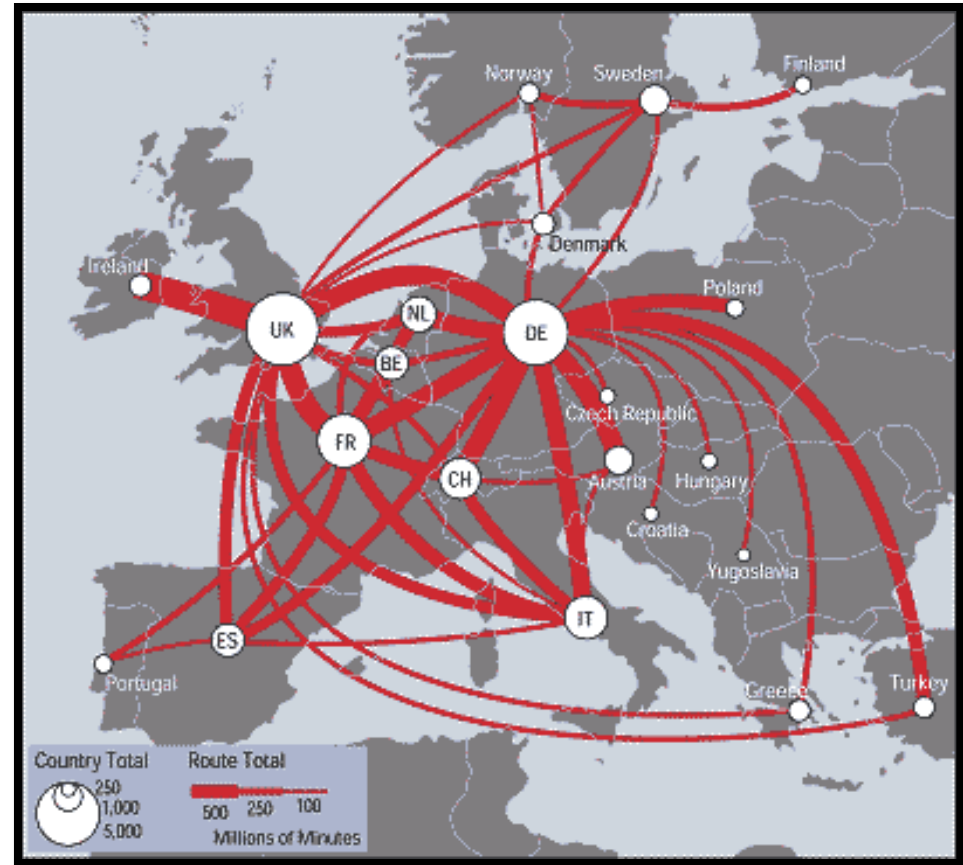 Norway Sweden Finland
Denmark
Ireland
Poland
NL
UK DE
BE
Czech Republic
FR
CH Austria Hungary
Croatia
Yugoslavia
IT
ES
Portugal Greece Turkey
Country Total Route Total
250
1,000
5,000
500 250 100
Millions of Minutes